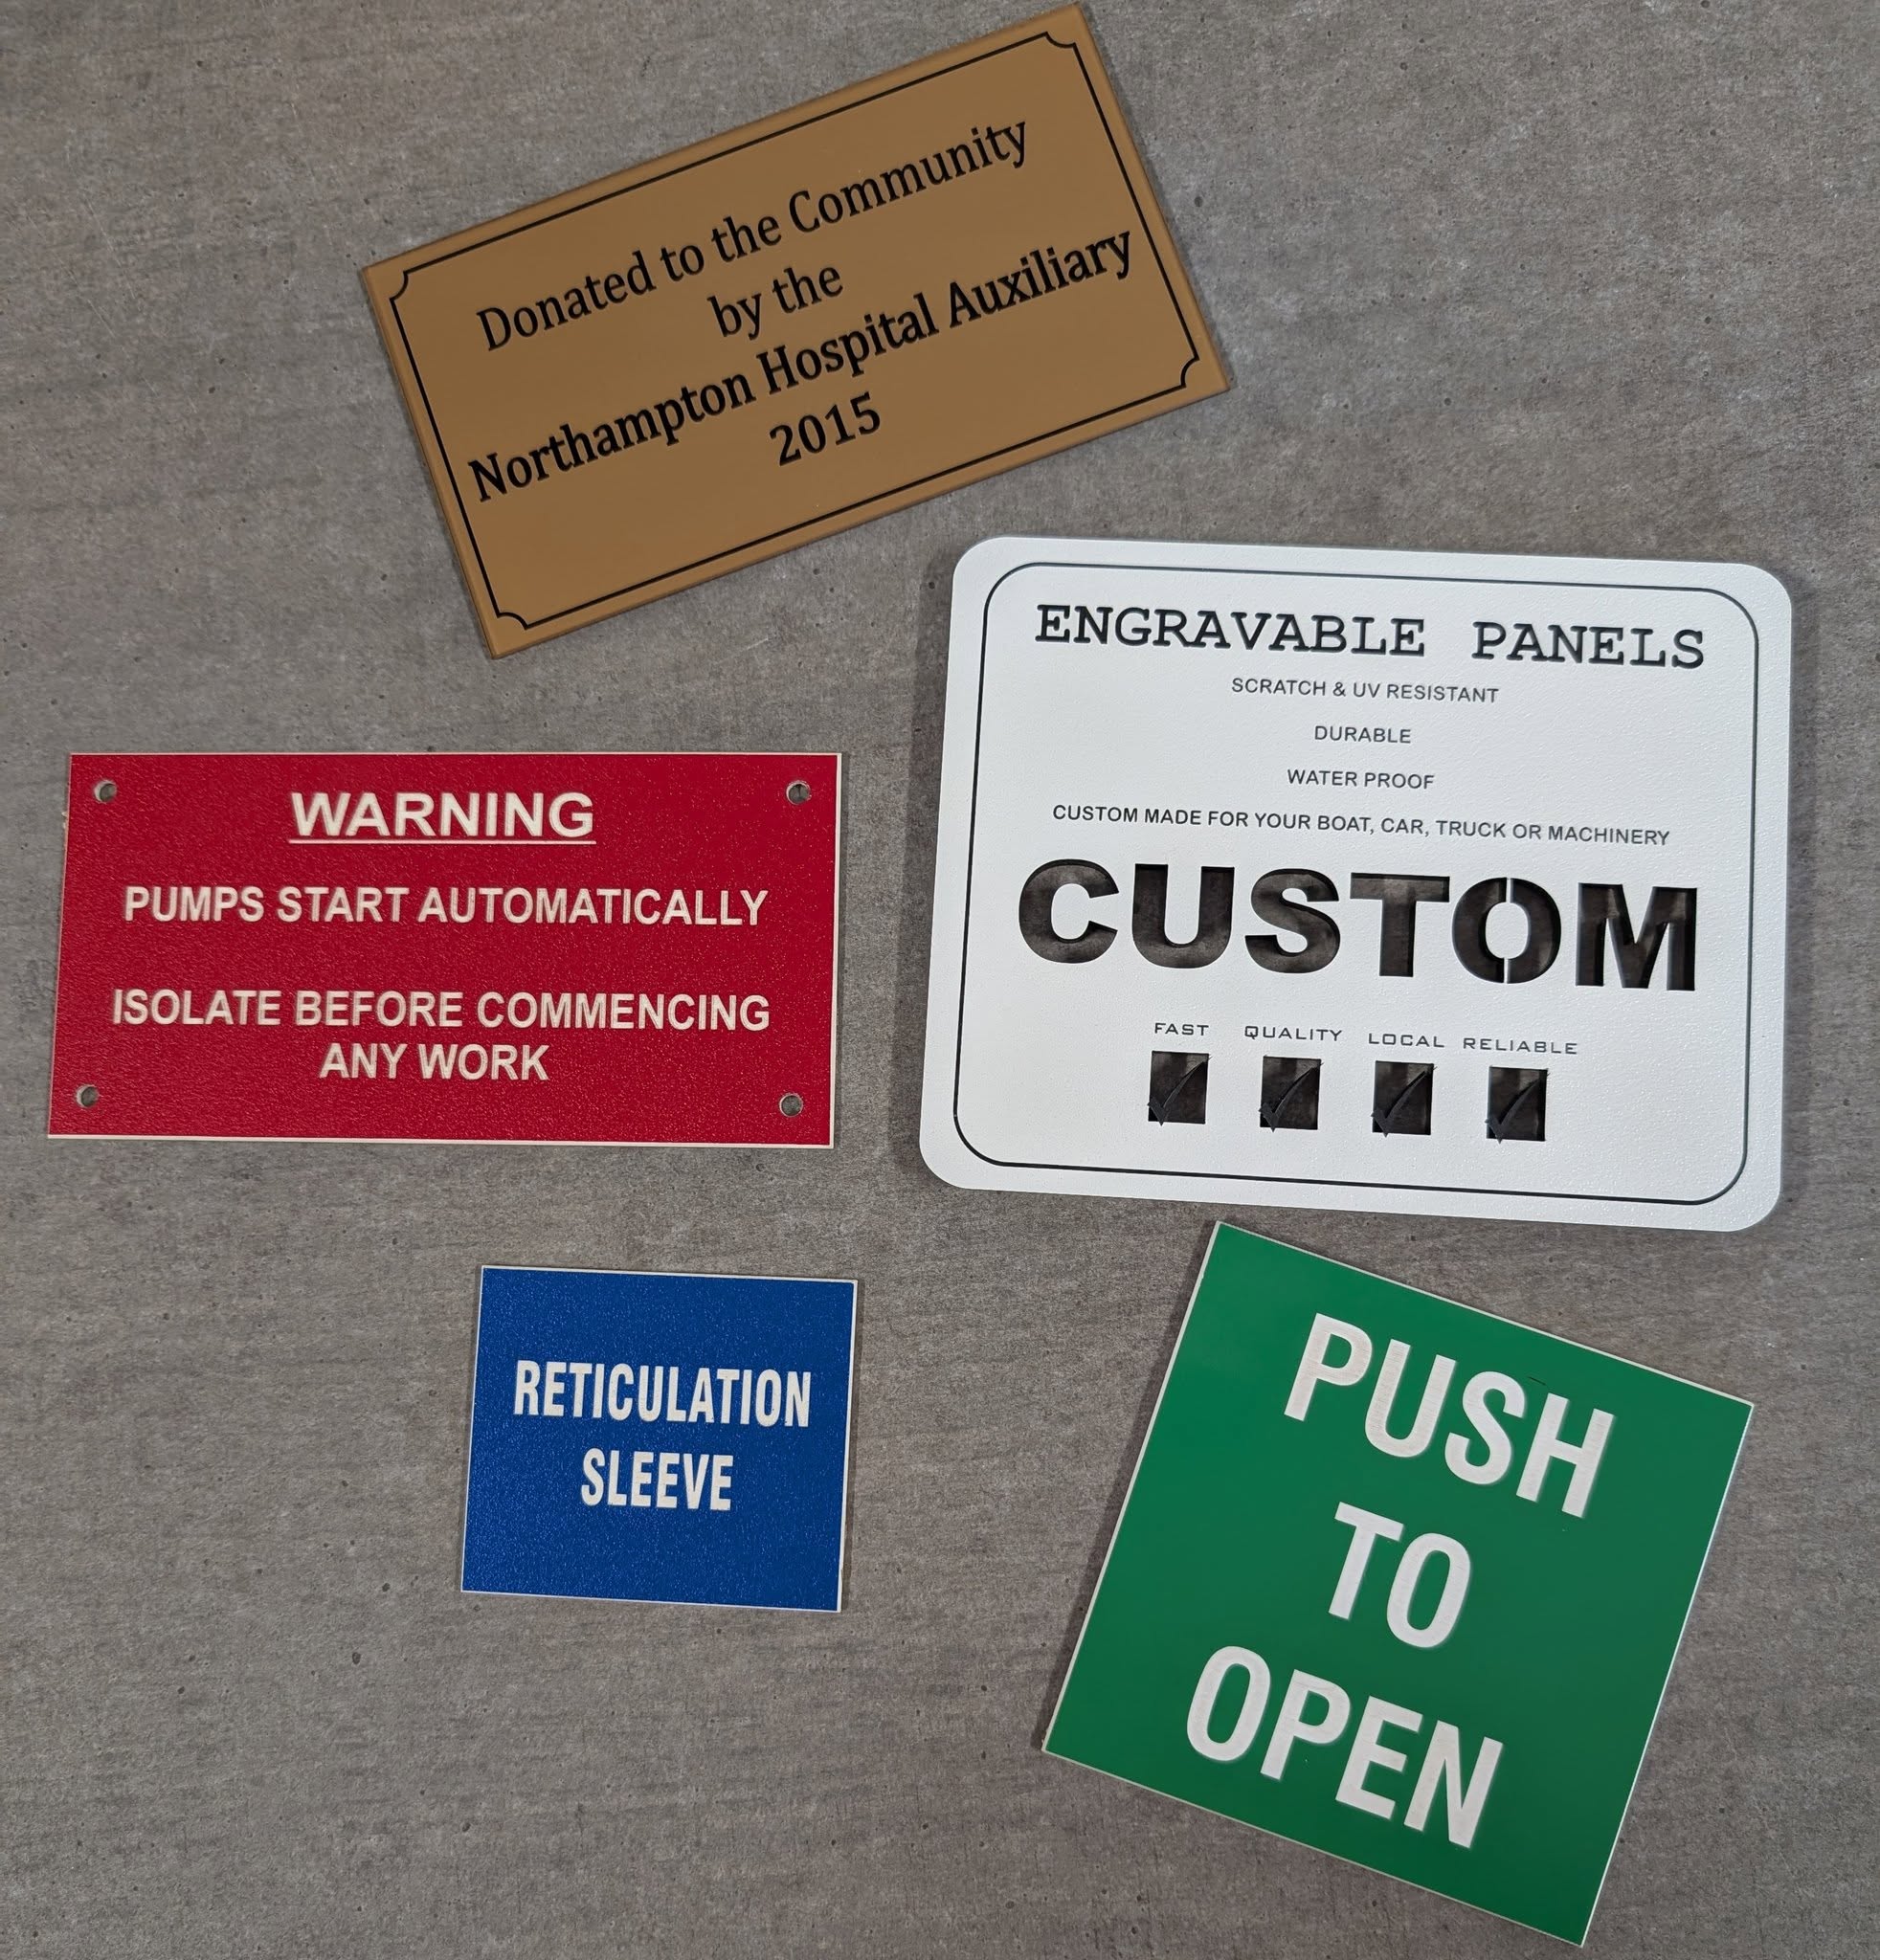 Donated to the Community
by the
Northampton Hospital Auxiliary
2015
ENGRAVABLE PANELS
SCRATCH & UV RESISTANT
DURABLE
WATER PROOF
CUSTOM MADE FOR YOUR BOAT, CAR, TRUCK OR MACHINERY
CUSTOM
FAST QUALITY LOCAL RELIABLE
WARNING
PUMPS START AUTOMATICALLY
ISOLATE BEFORE COMMENCING
ANY WORK
RETICULATION
SLEEVE
PUSH
TO
OPEN